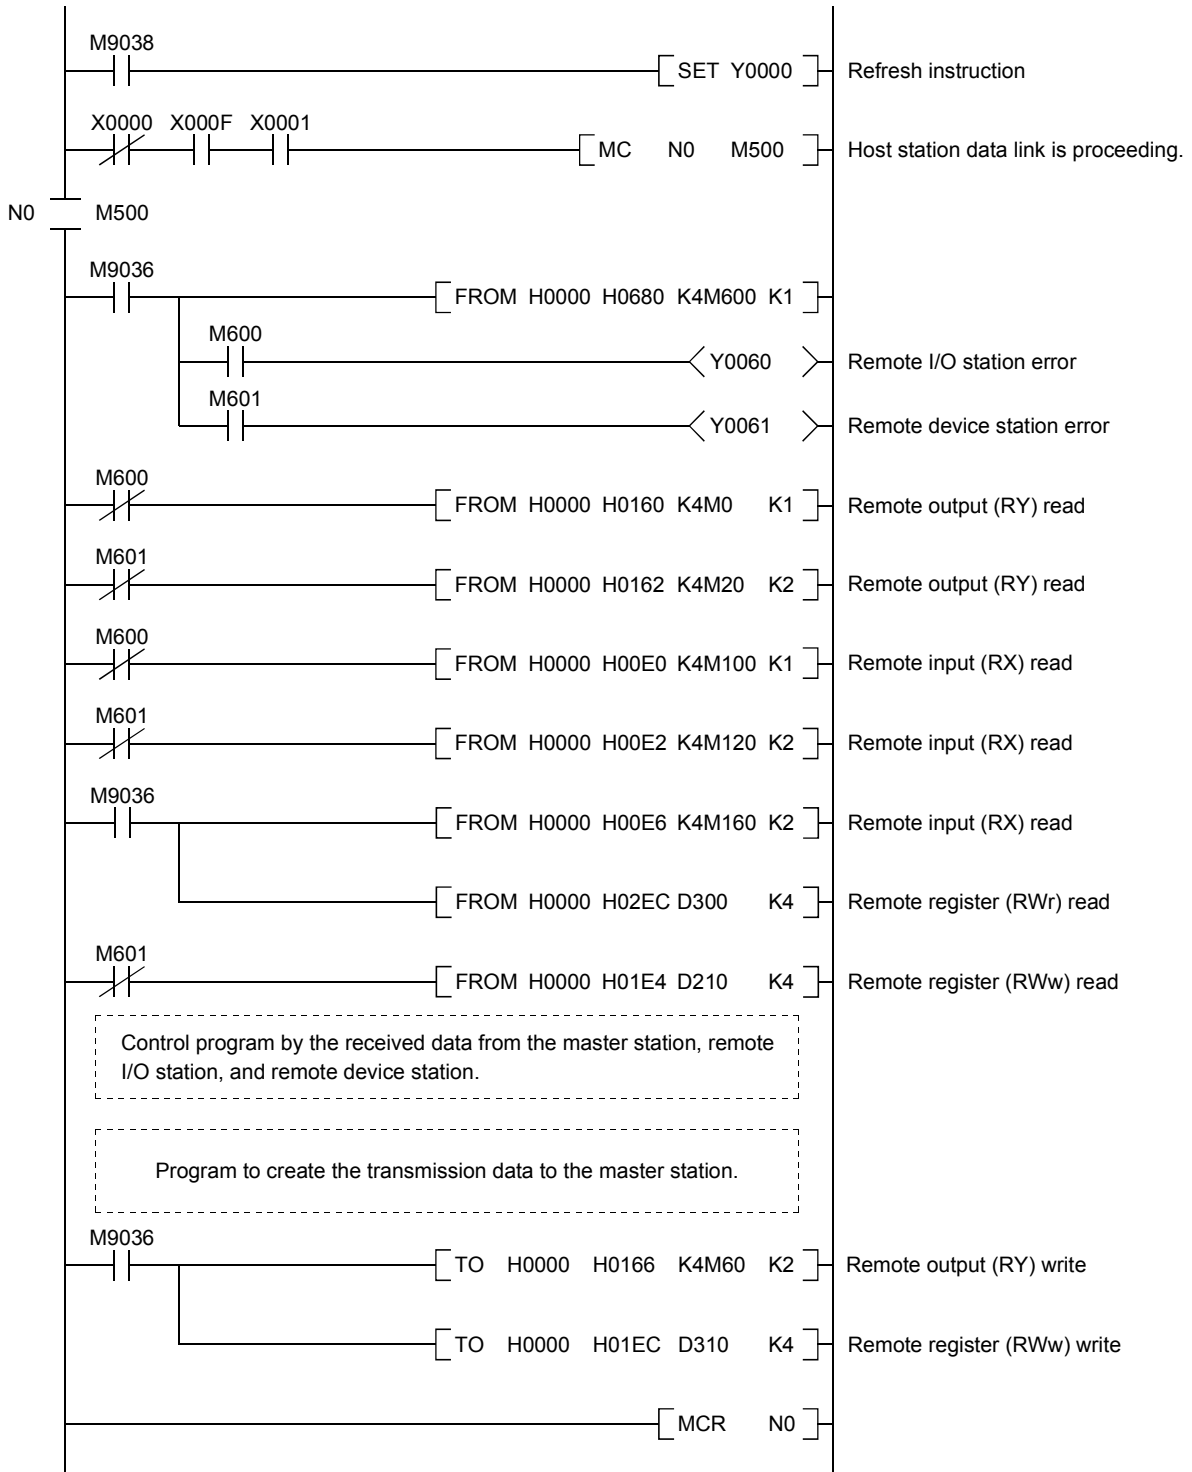 M9038
SET Y0000 Refresh instruction
X0000 X000F X0001
MC N0 M500 Host station data link is proceeding.
N0 M500
M9036
FROM H0000 H0680 K4M600 K1
M600
Y0060 Remote I/O station error
M601
Y0061 Remote device station error
M600
FROM H0000 H0160 K4M0 K1 Remote output (RY) read
M601
FROM H0000 H0162 K4M20 K2 Remote output (RY) read
M600
FROM H0000 H00E0 K4M100 K1 Remote input (RX) read
M601
FROM H0000 H00E2 K4M120 K2 Remote input (RX) read
M9036
FROM H0000 H00E6 K4M160 K2 Remote input (RX) read
FROM H0000 H02EC D300 K4 Remote register (RWr) read
M601
FROM H0000 H01E4 D210 K4 Remote register (RWw) read
Control program by the received data from the master station, remote
I/O station, and remote device station.
Program to create the transmission data to the master station.
M9036
TO H0000 H0166 K4M60 K2 Remote output (RY) write
TO H0000 H01EC D310 K4 Remote register (RWw) write
MCR N0